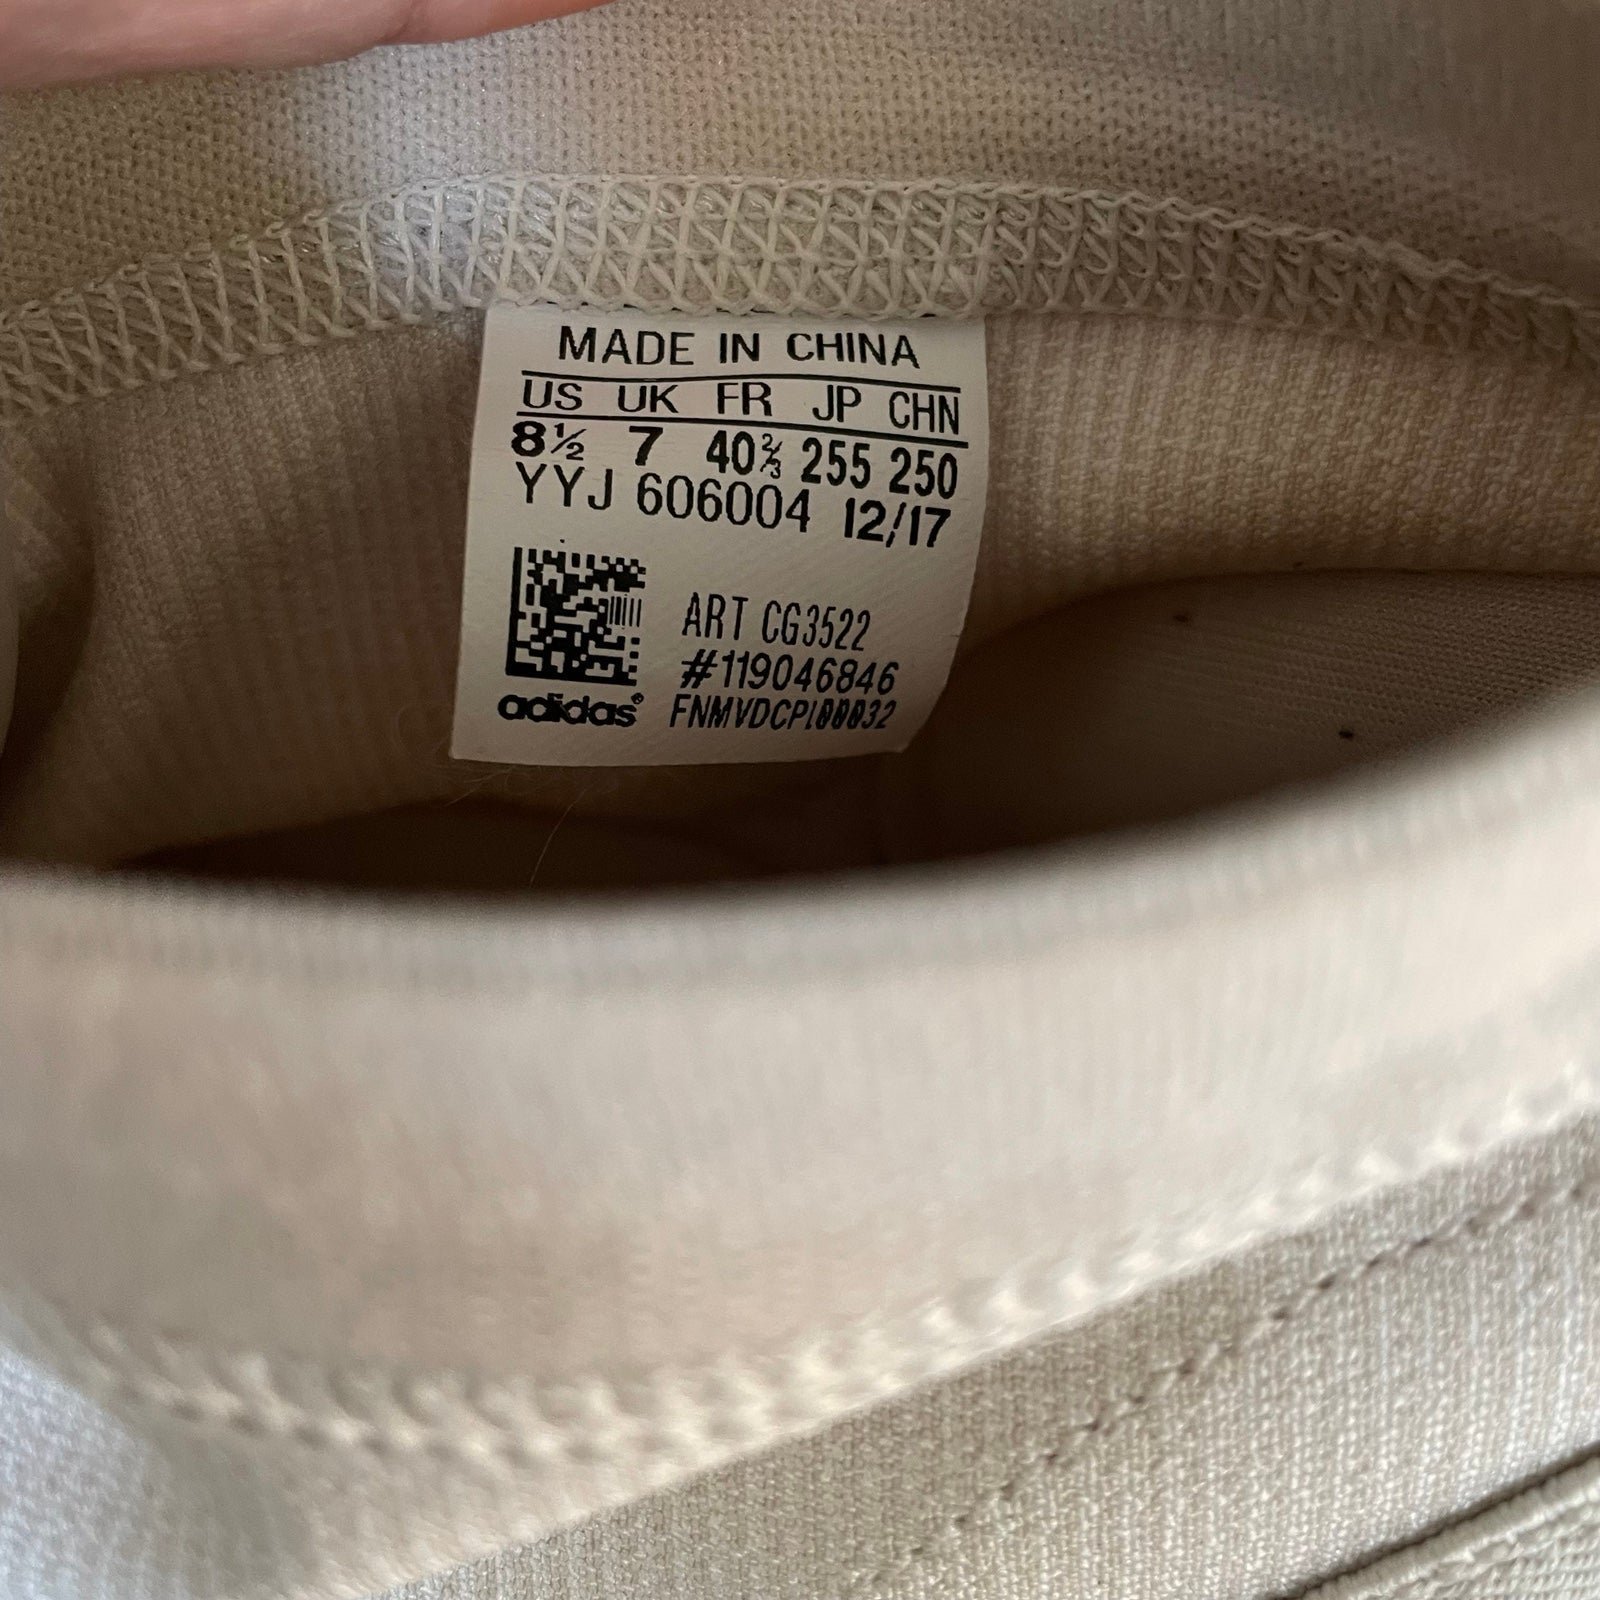 MADE IN CHINA
US UK FR JP CHN
8½ 7 40⅔ 255 250
YYJ 606004 12/17
ART CG3522
#119046846
adidas® FNMVDCPL00032